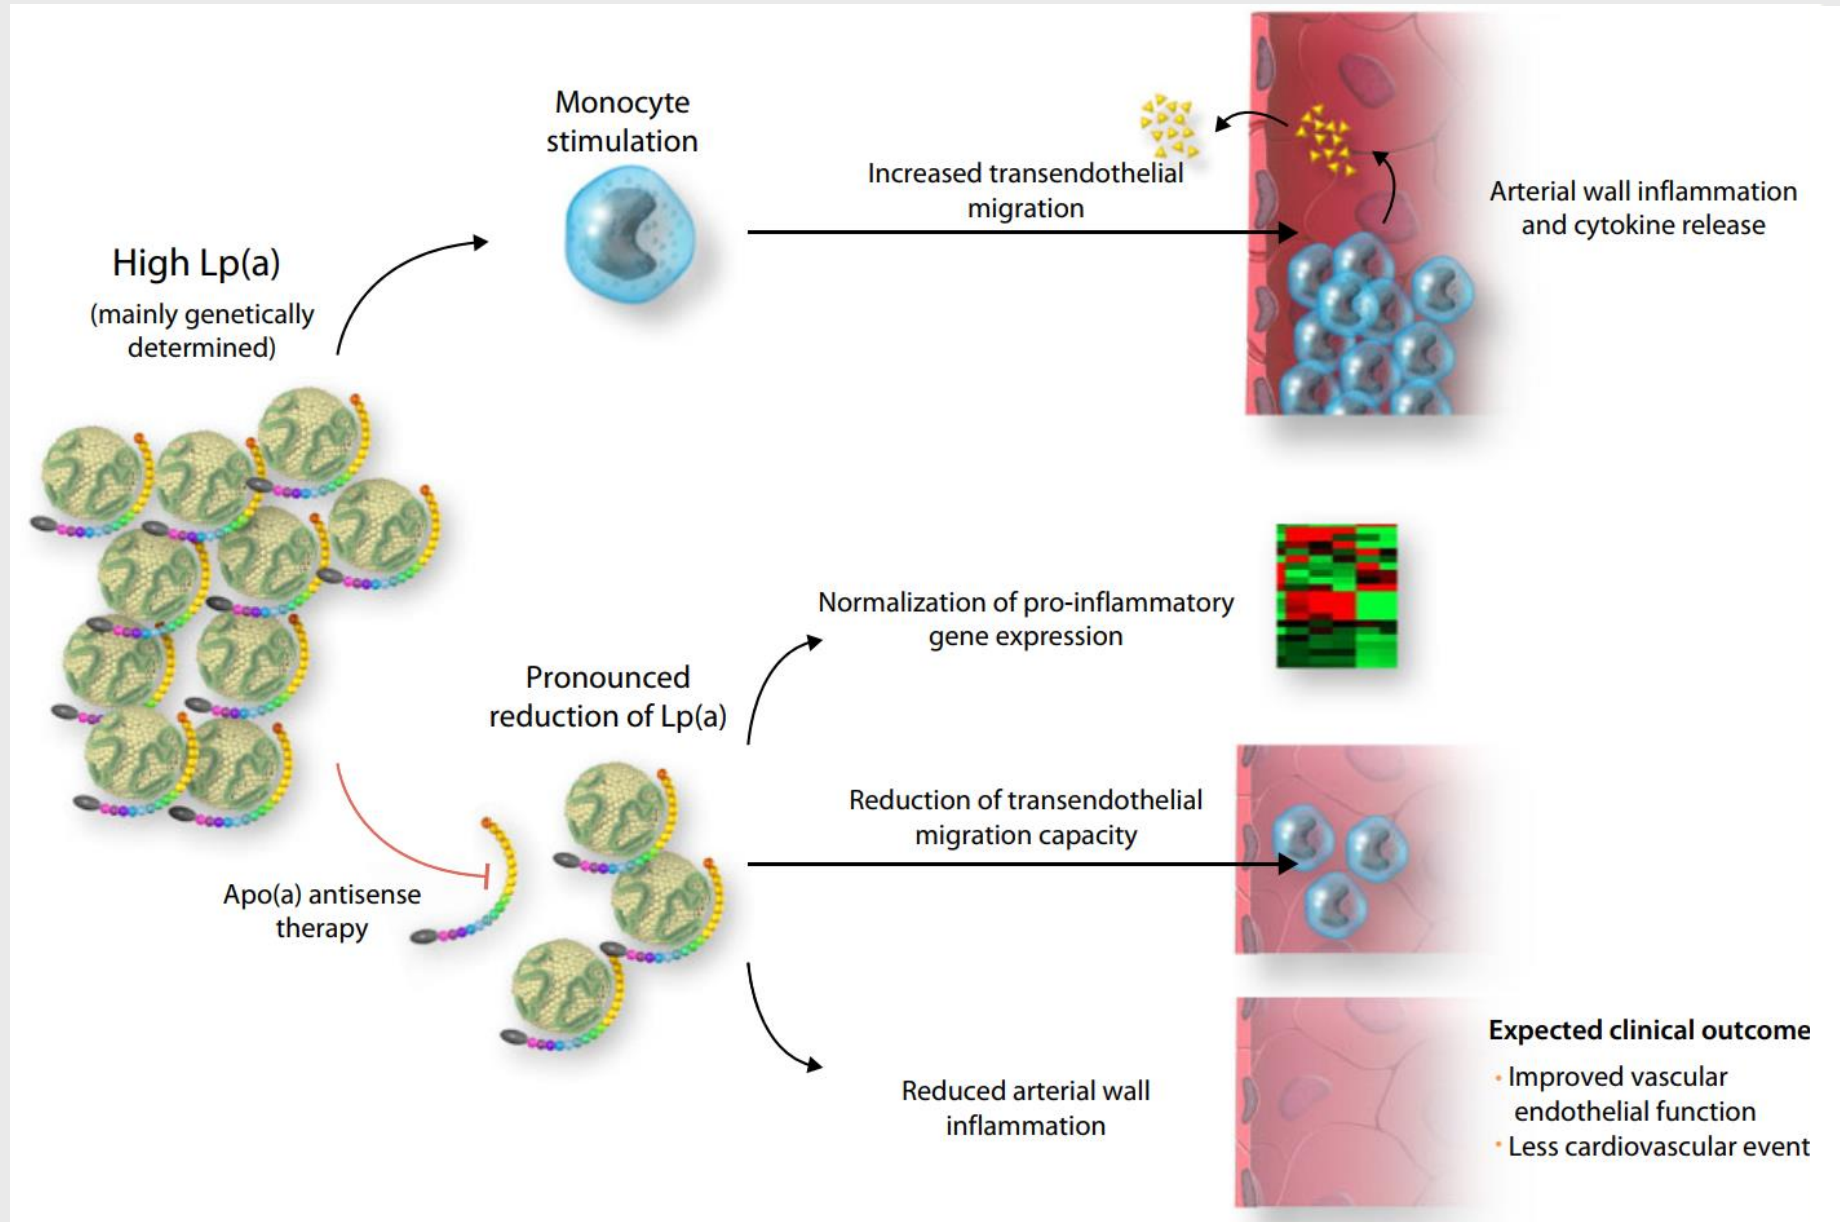 Monocyte
stimulation
Increased transendothelial
migration
Arterial wall inflammation
and cytokine release
High Lp(a)
(mainly genetically
determined)
Normalization of pro-inflammatory
gene expression
Pronounced
reduction of Lp(a)
Reduction of transendothelial
migration capacity
Apo(a) antisense
therapy
Reduced arterial wall
inflammation
Expected clinical outcome
• Improved vascular
endothelial function
• Less cardiovascular event